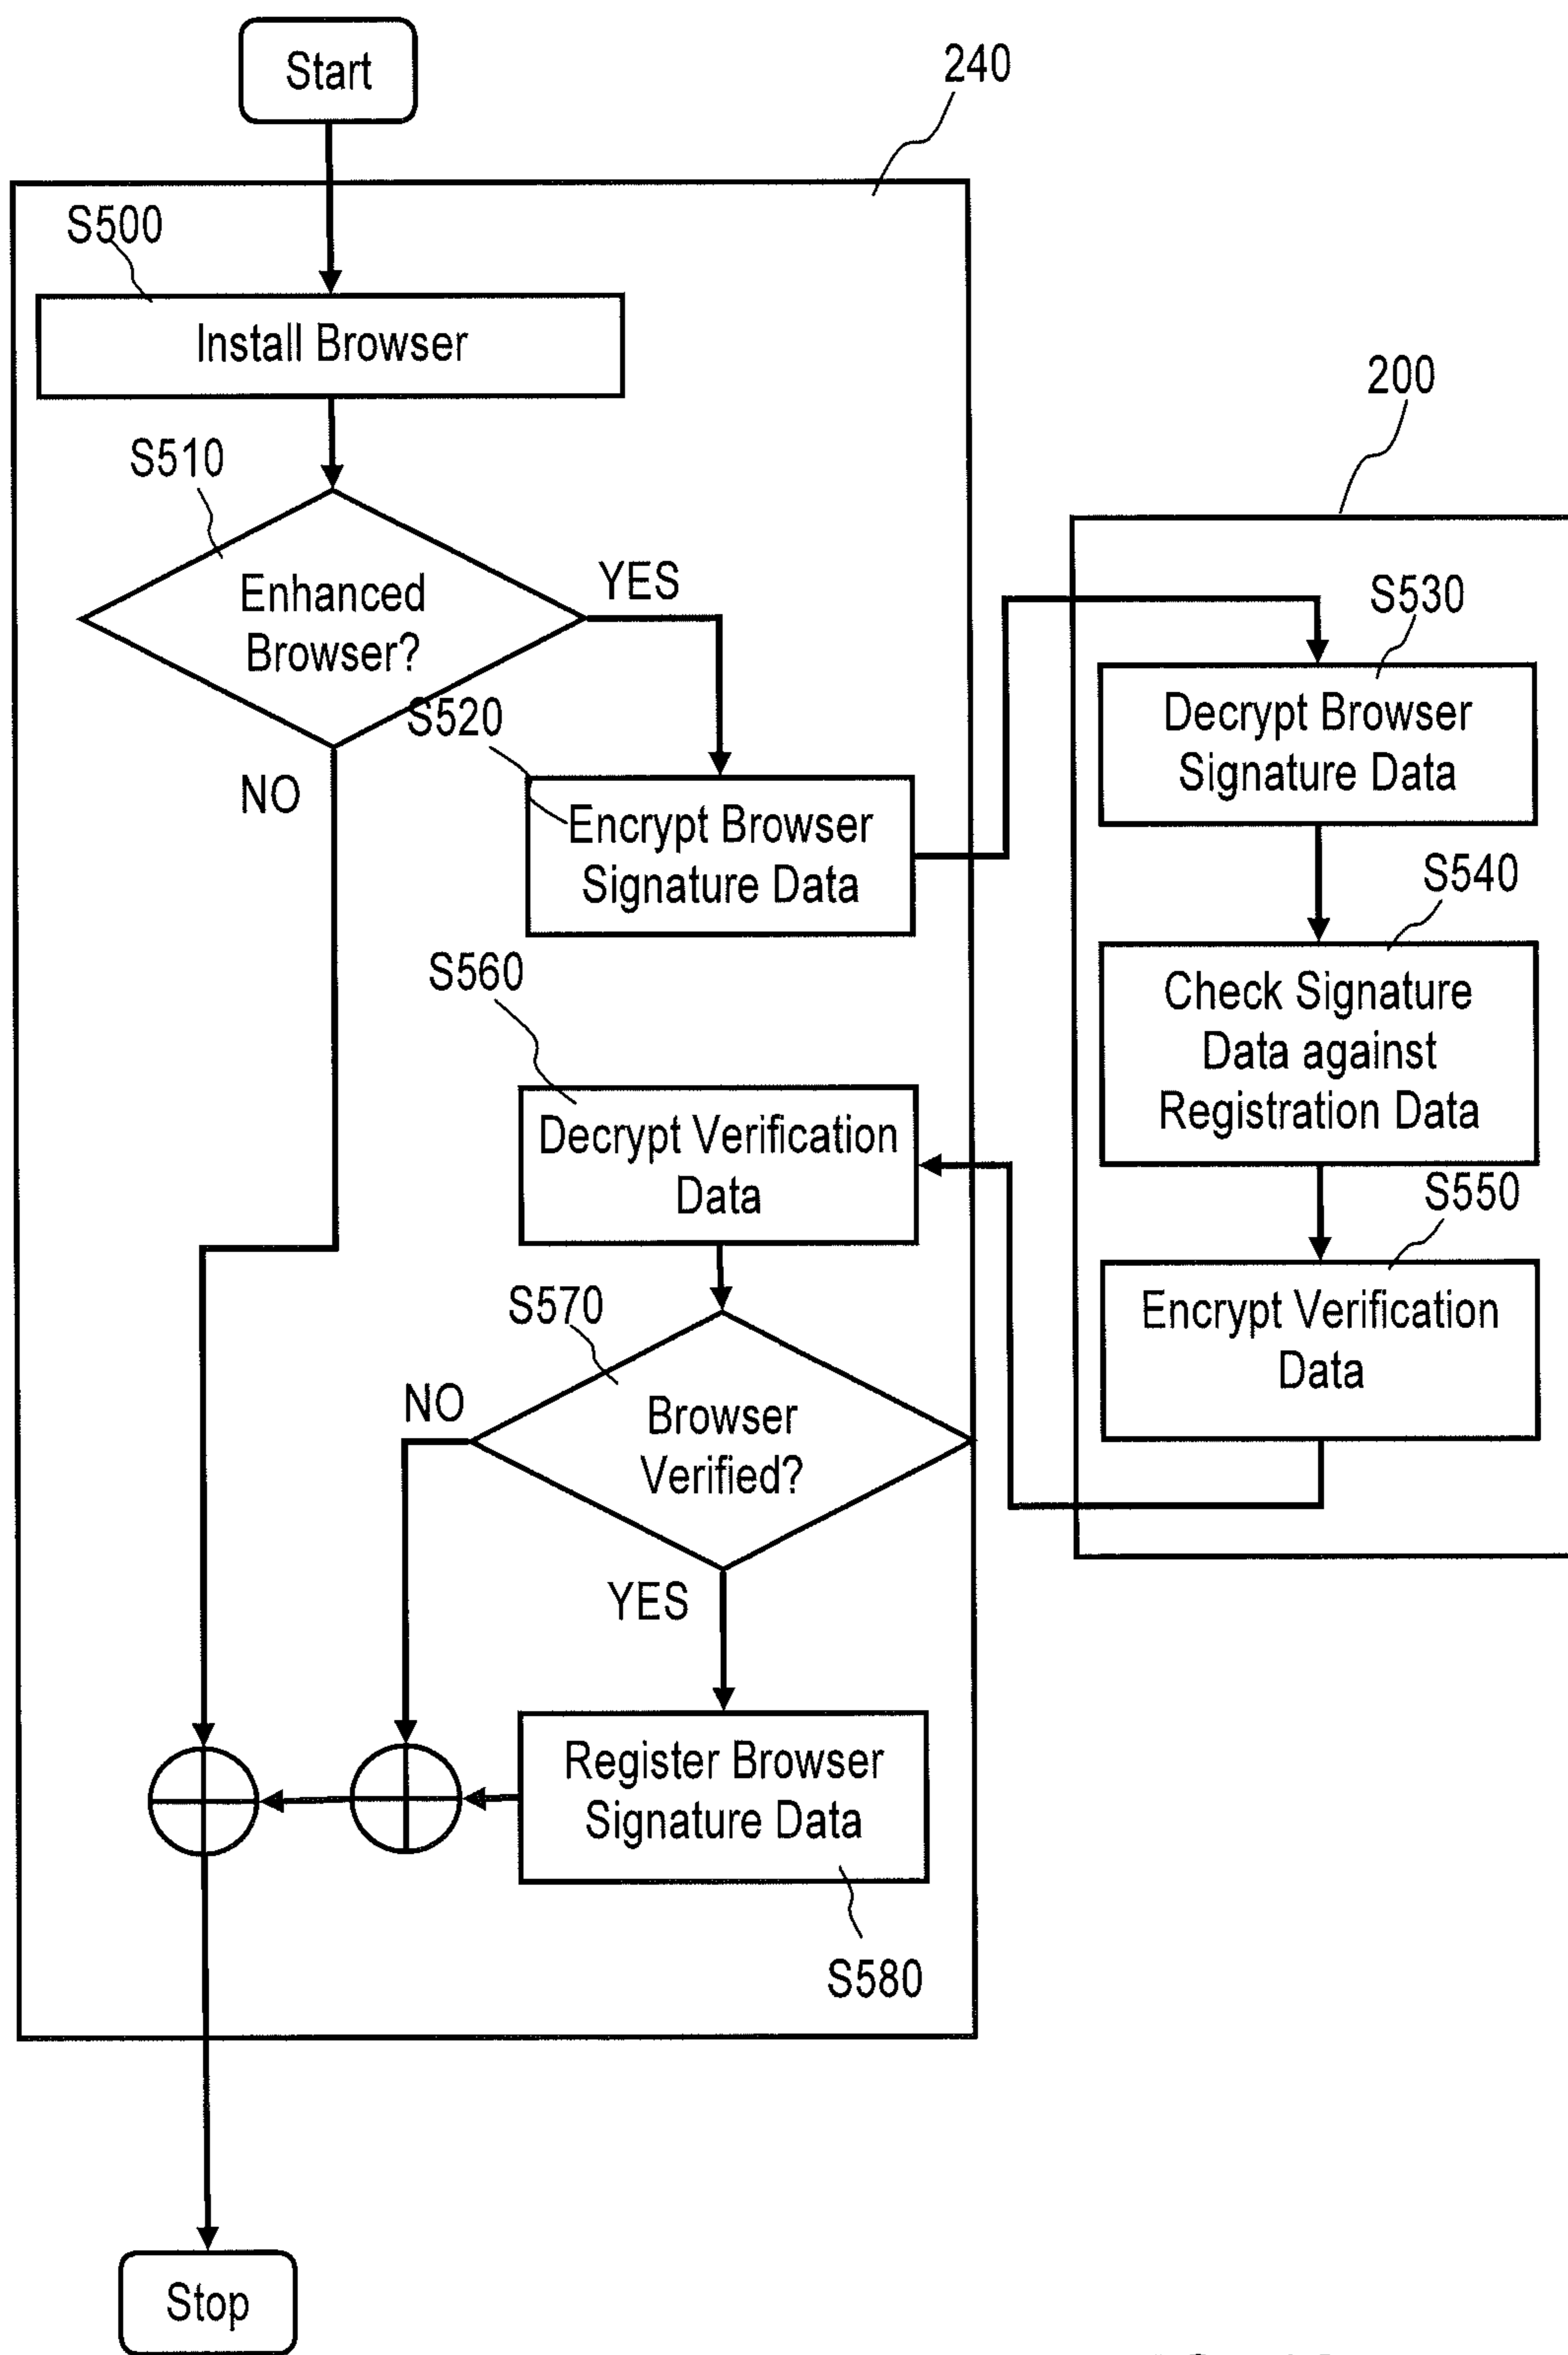 Start
240
S500
Install Browser
S510
Enhanced
Browser?
YES
NO
S520
Encrypt Browser
Signature Data
200
S530
Decrypt Browser
Signature Data
S540
Check Signature
Data against
Registration Data
S550
Encrypt Verification
Data
S560
Decrypt Verification
Data
S570
Browser
Verified?
NO
YES
Register Browser
Signature Data
S580
Stop